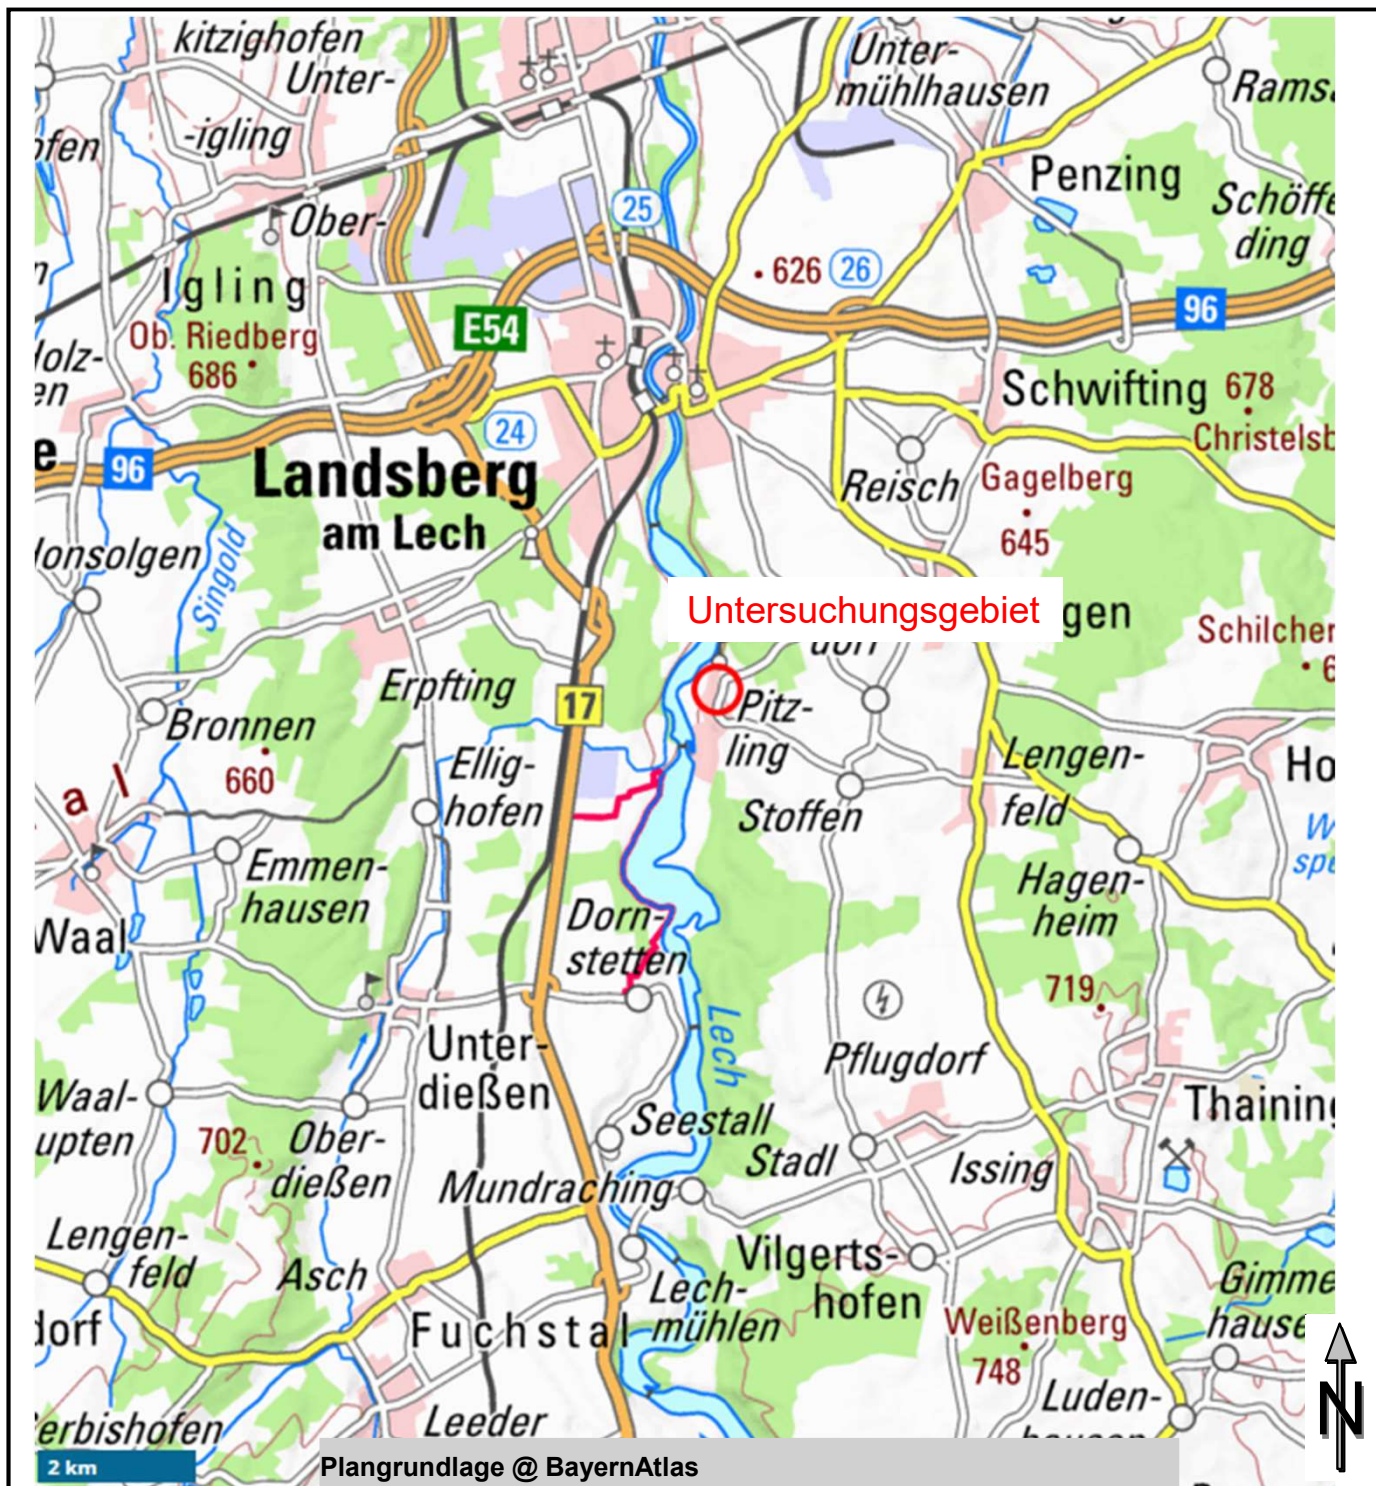 kitzighofen
Unter-
-igling
ofen
Ober-
Igling
Ob. Riedberg
686
Unter-
mühlhausen
Penzing
Schöffe
ding
25
626
26
96
E54
24
96
e
en
Landsberg
am Lech
Schwifting
678
Reisch
Gagelberg
645
Singold
Untersuchungsgebiet
gen
Schilcher
Erpfting
17
Pitz-
ling
Bronnen
660
Ellig-
hofen
Stoffen
Lengen-
feld
Ho
a l
Emmen-
hausen
Waal
Dorn-
stetten
Hagen-
heim
719
Lech
Unter-
dießen
Pflugdorf
Waal-
upten
702
Ober-
dießen
Seestall
Stadl
Issing
Mundraching
Lengen-
feld
Asch
Vilgerts-
hofen
Lech-
mühlen
Fuchstal
dorf
Weißenberg
748
Luden-
Leeder
N
2 km
Plangrundlage @ BayernAtlas